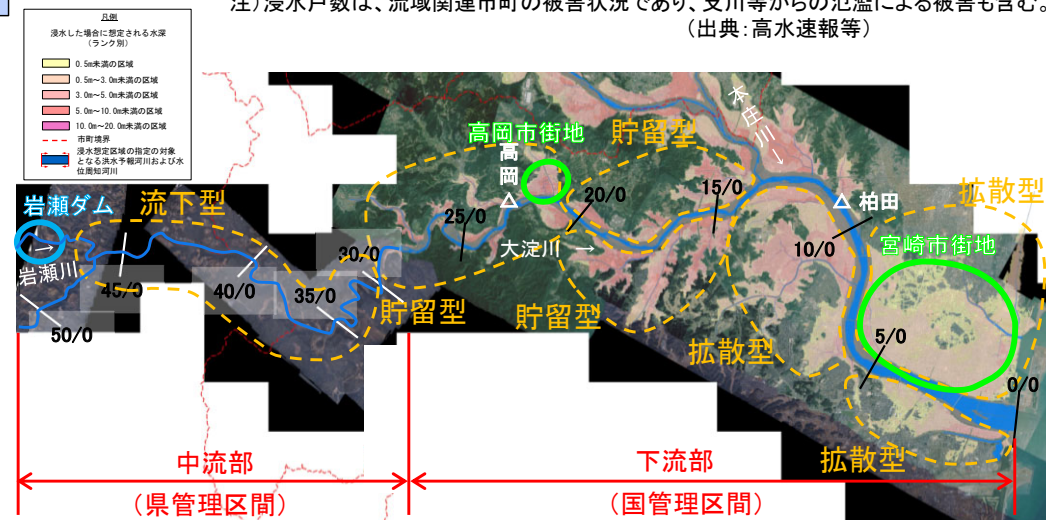 注）浸水戸数は、流域関連市町の被害状況であり、支川等からの氾濫による被害も含む。
（出典：高水速報等）
凡例
浸水した場合に想定される水深
（ランク別）
0.5m未満の区域
0.5m～3.0m未満の区域
3.0m～5.0m未満の区域
5.0m～10.0m未満の区域
10.0m～20.0m未満の区域
市町境界
浸水想定区域の指定の対象
となる洪水予報河川および水
位周知河川
本庄川→
高岡市街地
貯留型
高岡
岩瀬ダム
流下型
拡散型
→
岩瀬川
25/0
20/0
15/0
柏田
10/0
宮崎市街地
大淀川 →
30/0
45/0
40/0
35/0
50/0
貯留型
貯留型
拡散型
5/0
0/0
拡散型
中流部
（県管理区間）
下流部
（国管理区間）